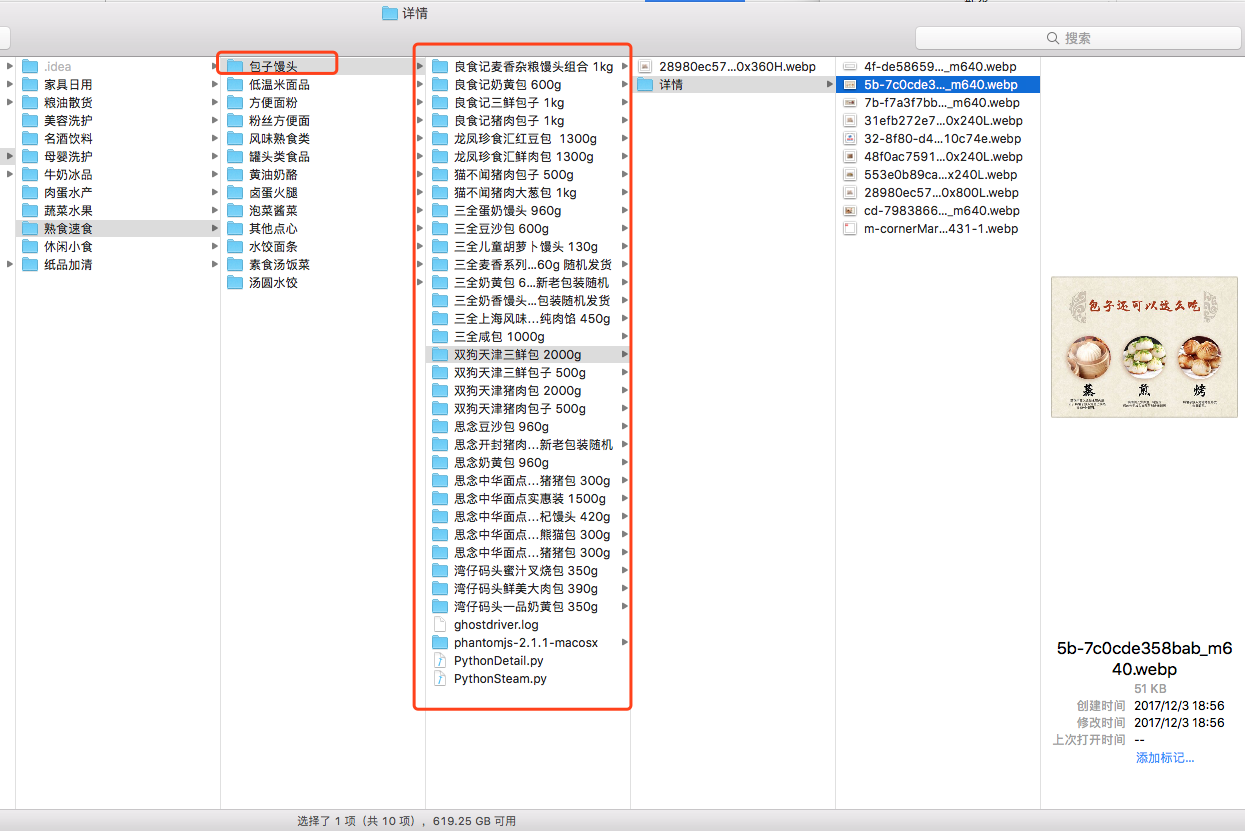 详情
搜索
.idea
家具日用
粮油散货
美容洗护
名酒饮料
母婴洗护
牛奶冰品
肉蛋水产
蔬菜水果
熟食速食
休闲小食
纸品加清
包子馒头
低温米面品
方便面粉
粉丝方便面
风味熟食类
罐头类食品
黄油奶酪
卤蛋火腿
泡菜酱菜
其他点心
水饺面条
素食汤饭菜
汤圆水饺
良食记麦香杂粮馒头组合 1kg
良食记奶黄包 600g
良食记三鲜包子 1kg
良食记猪肉包子 1kg
龙凤珍食汇红豆包 1300g
龙凤珍食汇鲜肉包 1300g
猫不闻猪肉包子 500g
猫不闻猪肉大葱包 1kg
三全蛋奶馒头 960g
三全豆沙包 600g
三全儿童胡萝卜馒头 130g
三全麦香系列...60g 随机发货
三全奶黄包 6...新老包装随机
三全奶香馒头...包装随机发货
三全上海风味...纯肉馅 450g
三全咸包 1000g
双狗天津三鲜包 2000g
双狗天津三鲜包子 500g
双狗天津猪肉包 2000g
双狗天津猪肉包子 500g
思念豆沙包 960g
思念开封猪肉...新老包装随机
思念奶黄包 960g
思念中华面点...猪猪包 300g
思念中华面点实惠装 1500g
思念中华面点...杞馒头 420g
思念中华面点...熊猫包 300g
思念中华面点...猪猪包 300g
湾仔码头蜜汁叉烧包 350g
湾仔码头鲜美大肉包 390g
湾仔码头一品奶黄包 350g
ghostdriver.log
phantomjs-2.1.1-macosx
PythonDetail.py
PythonSteam.py
28980ec57...0x360H.webp
详情
4f-de58659..._m640.webp
5b-7c0cde3..._m640.webp
7b-f7a3f7bb..._m640.webp
31efb272e7...0x240L.webp
32-8f80-d4...10c74e.webp
48f0ac7591...0x240L.webp
553e0b89ca...x240L.webp
28980ec57...0x800L.webp
cd-7983866..._m640.webp
m-cornerMar...431-1.webp
包子还可以这么吃
蒸 煎 烤
5b-7c0cde358bab_m6
40.webp
51 KB
创建时间 2017/12/3 18:56
修改时间 2017/12/3 18:56
上次打开时间 --
添加标记...
选择了 1 项（共 10 项），619.25 GB 可用